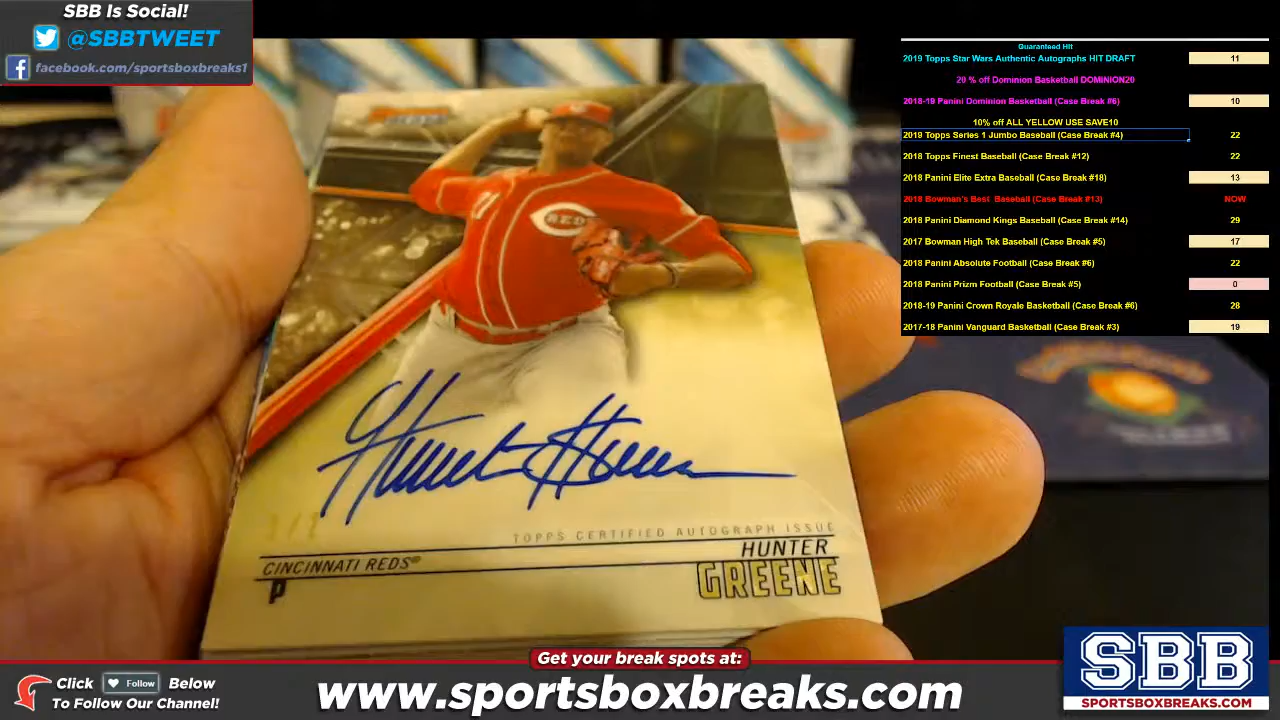 SBB Is Social!
@SBBTWEET
facebook.com/sportsboxbreaks1
Quaranteed Hit
2019 Topps Star Wars Authentic Autographs HIT DRAFT 11
20 % off Dominion Basketball DOMINION20
2018-19 Panini Dominion Basketball (Case Break #6) 10
10% off ALL YELLOW USE SAVE10
2019 Topps Series 1 Jumbo Baseball (Case Break #4) 22
2018 Topps Finest Baseball (Case Break #12) 22
2018 Panini Elite Extra Baseball (Case Break #18) 13
2018 Bowman's Best Baseball (Case Break #13) NOW
2018 Panini Diamond Kings Baseball (Case Break #14) 29
2017 Bowman High Tek Baseball (Case Break #5) 17
2018 Panini Absolute Football (Case Break #6) 22
2018 Panini Prizm Football (Case Break #5) 0
2018-19 Panini Crown Royale Basketball (Case Break #6) 28
2017-18 Panini Vanguard Basketball (Case Break #3) 19
REDS
Hunter Greene
1/1
TOPPS CERTIFIED AUTOGRAPH ISSUE
CINCINNATI REDS®
P
HUNTER
GREENE
Get your break spots at:
Click Follow Below
To Follow Our Channel!
www.sportsboxbreaks.com
SBB
SPORTSBOXBREAKS.COM